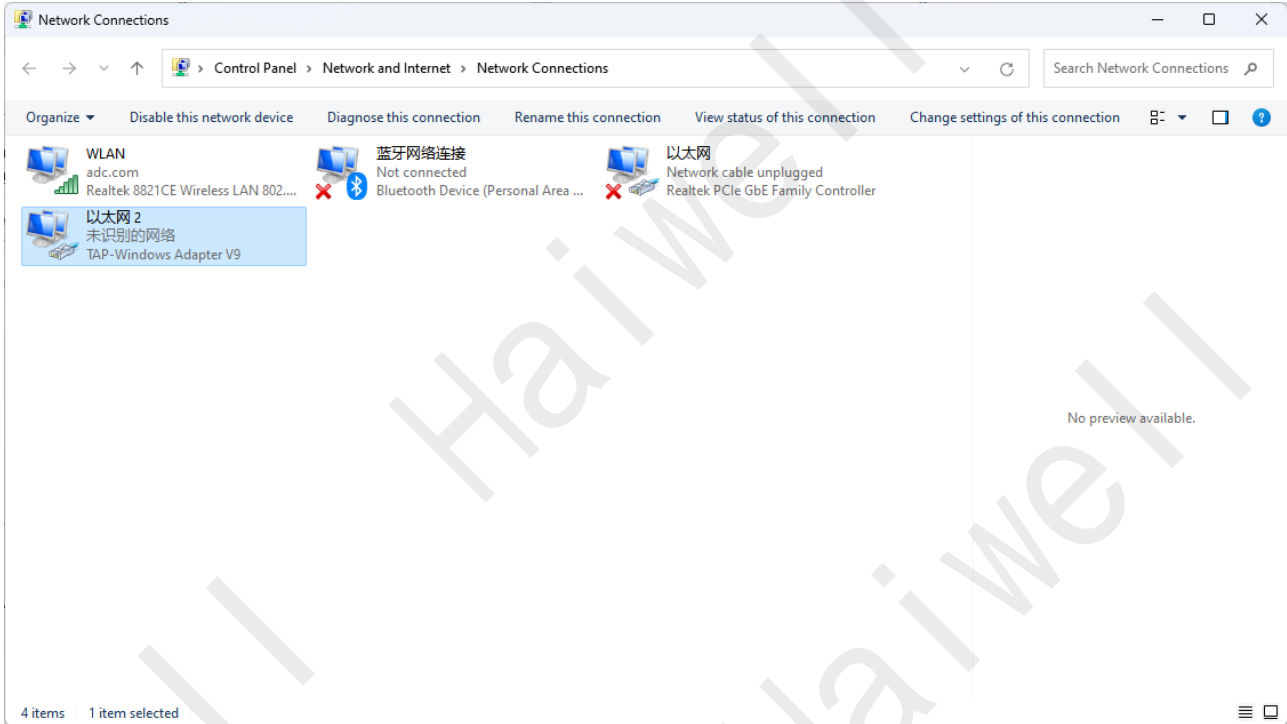 Network Connections
Control Panel > Network and Internet > Network Connections
Search Network Connections
Organize Disable this network device Diagnose this connection Rename this connection View status of this connection Change settings of this connection
WLAN
adc.com
Realtek 8821CE Wireless LAN 802....
蓝牙网络连接
Not connected
Bluetooth Device (Personal Area ...
以太网
Network cable unplugged
Realtek PCIe GbE Family Controller
以太网 2
未识别的网络
TAP-Windows Adapter V9
No preview available.
4 items 1 item selected
Haiwell
Haiwell